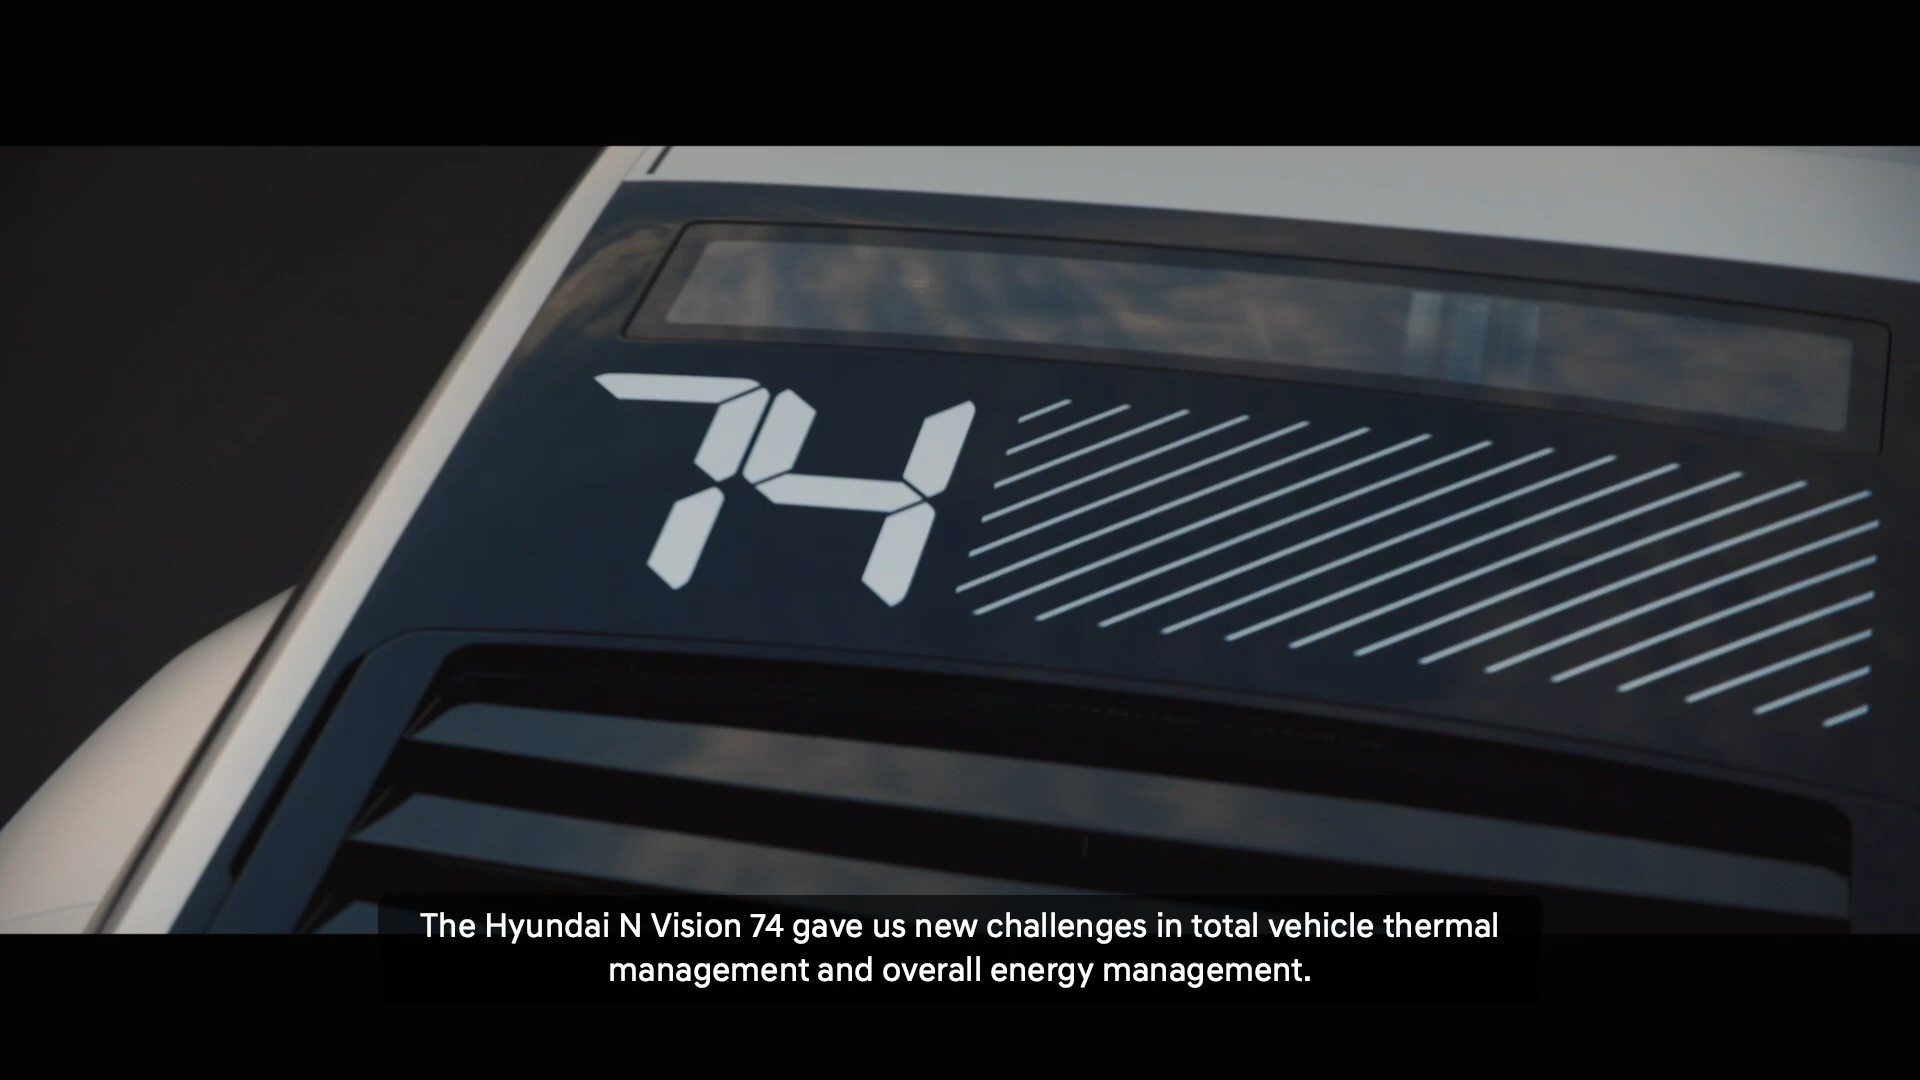 74
The Hyundai N Vision 74 gave us new challenges in total vehicle thermal
management and overall energy management.